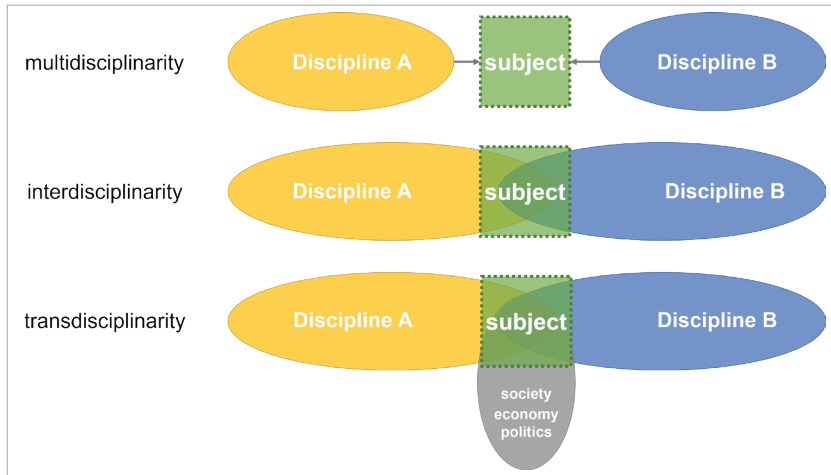 multidisciplinarity
Discipline A
subject
Discipline B
interdisciplinarity
Discipline A
subject
Discipline B
transdisciplinarity
Discipline A
subject
Discipline B
society
economy
politics